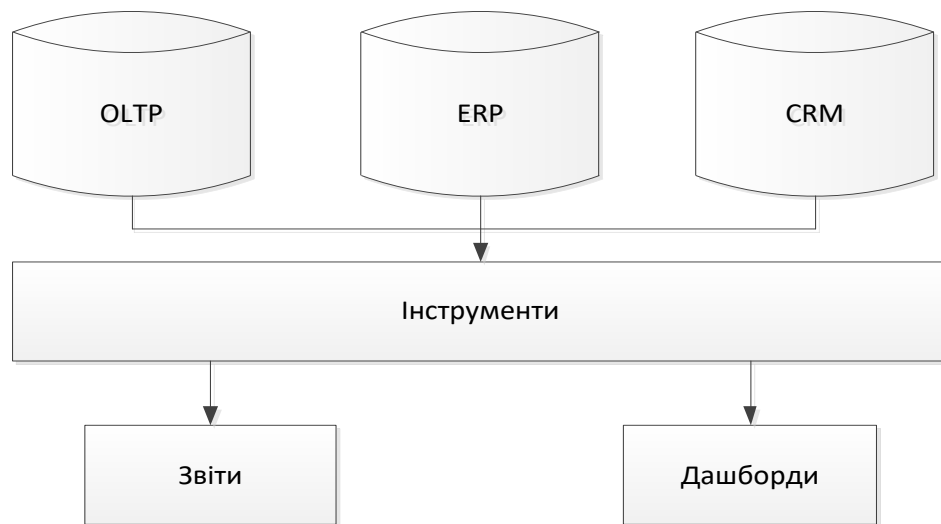 OLTP
ERP
CRM
Інструменти
Звіти
Дашборди